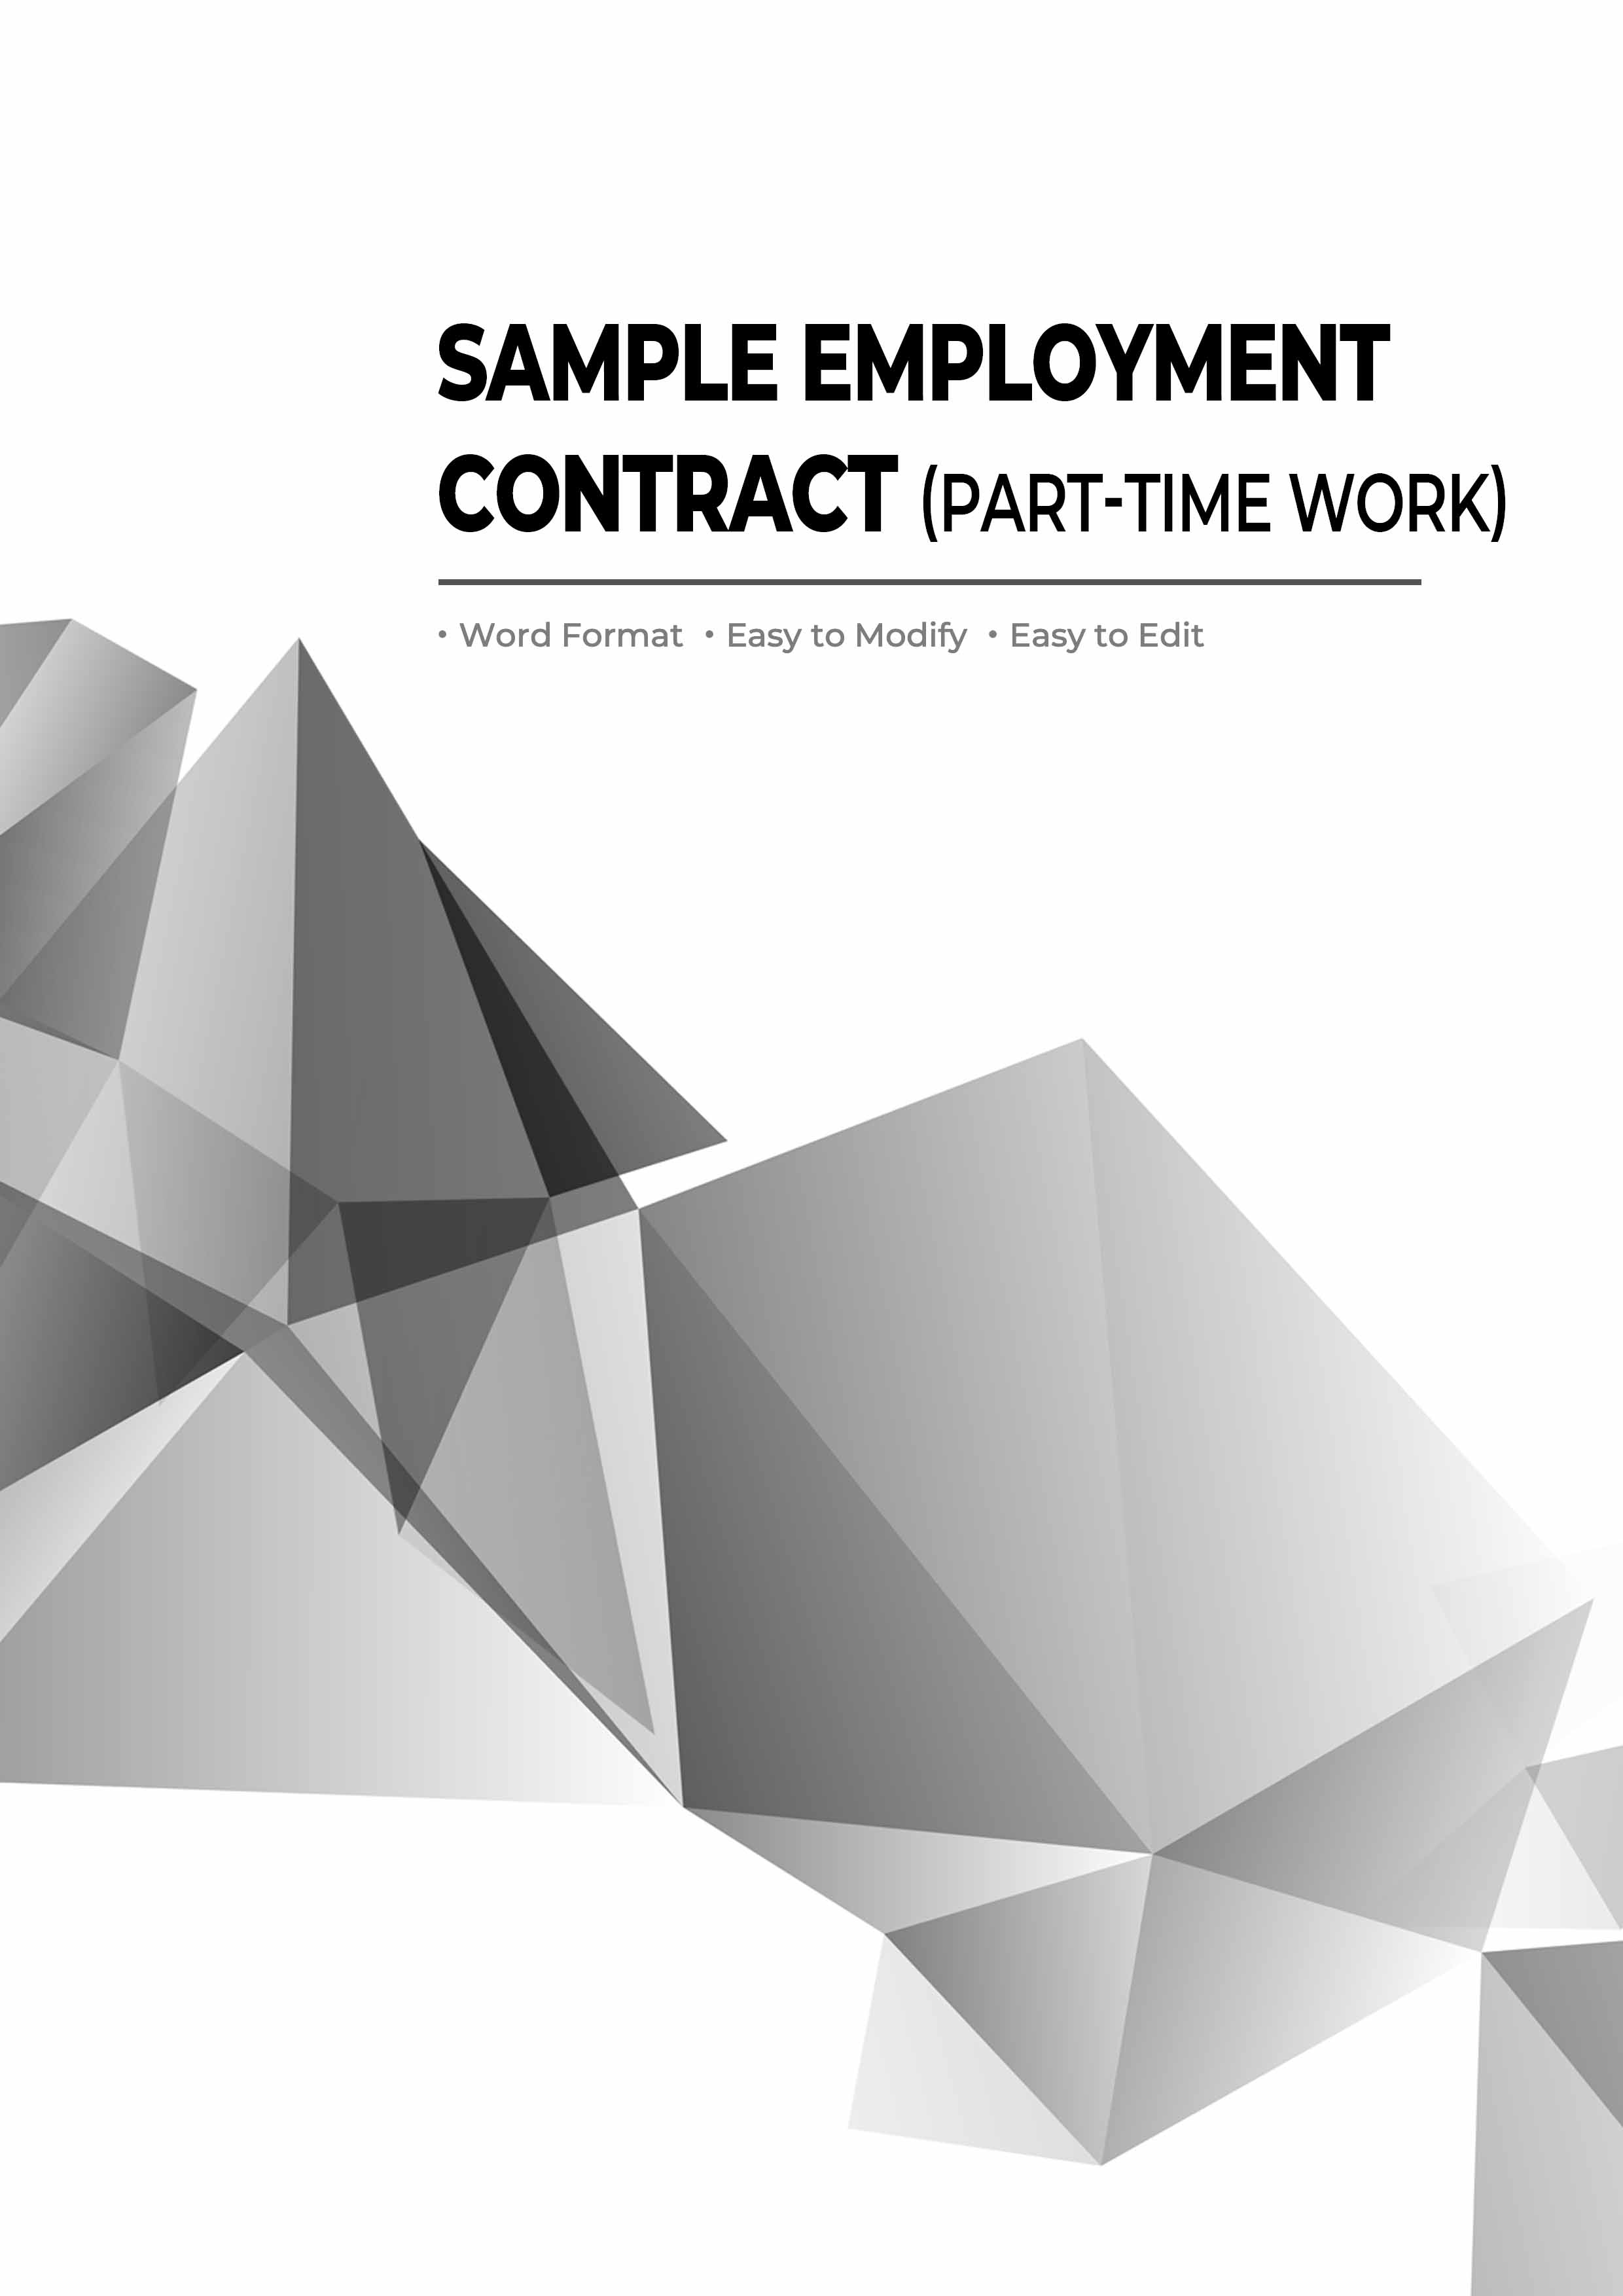 SAMPLE EMPLOYMENT
CONTRACT (PART-TIME WORK)
• Word Format • Easy to Modify • Easy to Edit